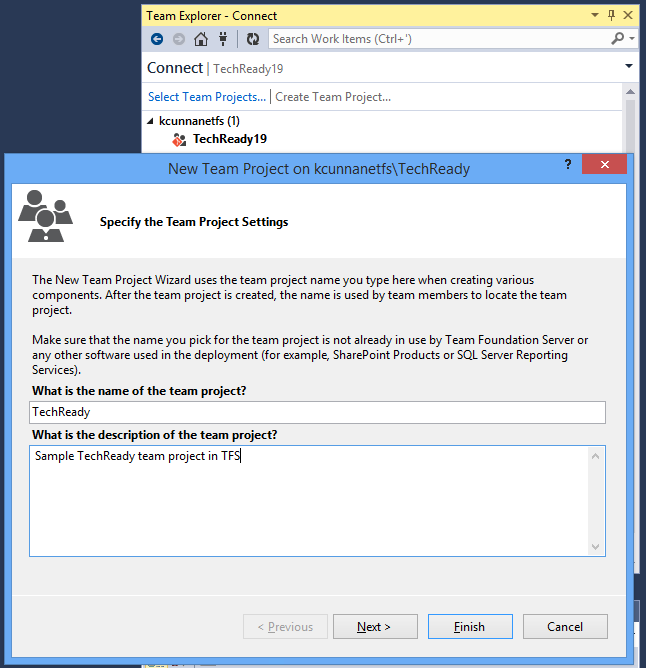 Team Explorer - Connect
Search Work Items (Ctrl+')
Connect | TechReady19
Select Team Projects... | Create Team Project...
kcunnanetfs (1)
TechReady19
New Team Project on kcunnanetfs\TechReady
?
Specify the Team Project Settings
The New Team Project Wizard uses the team project name you type here when creating various
components. After the team project is created, the name is used by team members to locate the team
project.
Make sure that the name you pick for the team project is not already in use by Team Foundation Server or
any other software used in the deployment (for example, SharePoint Products or SQL Server Reporting
Services).
What is the name of the team project?
TechReady
What is the description of the team project?
Sample TechReady team project in TFS
< Previous Next > Finish Cancel